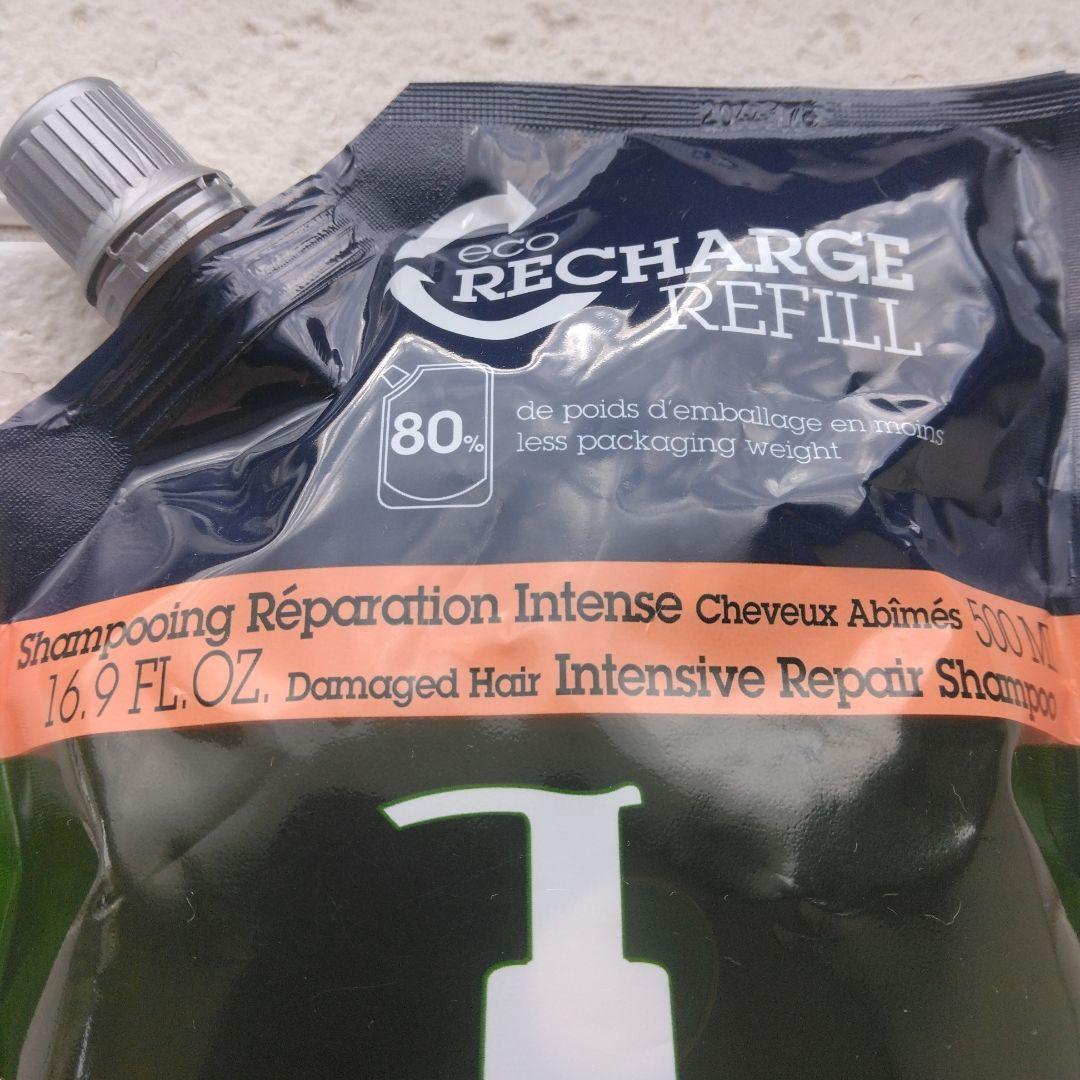 eco
RECHARGE
REFILL
80%
de poids d'emballage en moins
less packaging weight
Shampooing Réparation Intense Cheveux Abîmés 500 Ml
16.9 FL.OZ. Damaged Hair Intensive Repair Shampoo